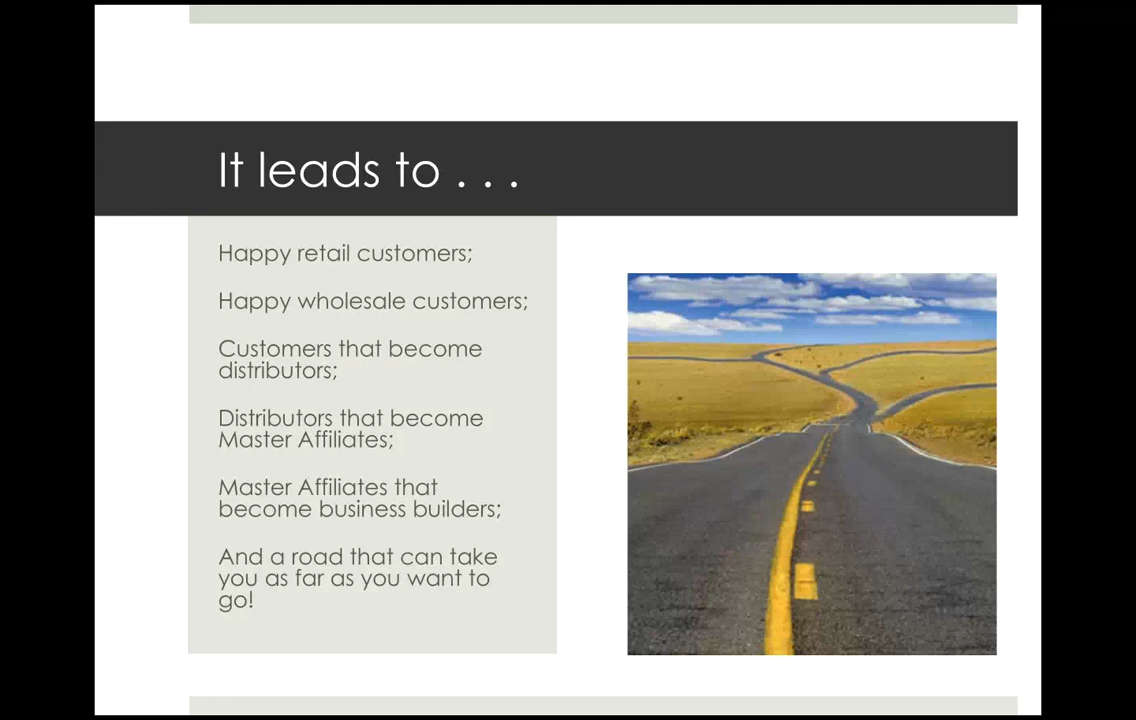 It leads to . . .
Happy retail customers;
Happy wholesale customers;
Customers that become
distributors;
Distributors that become
Master Affiliates;
Master Affiliates that
become business builders;
And a road that can take
you as far as you want to
go!